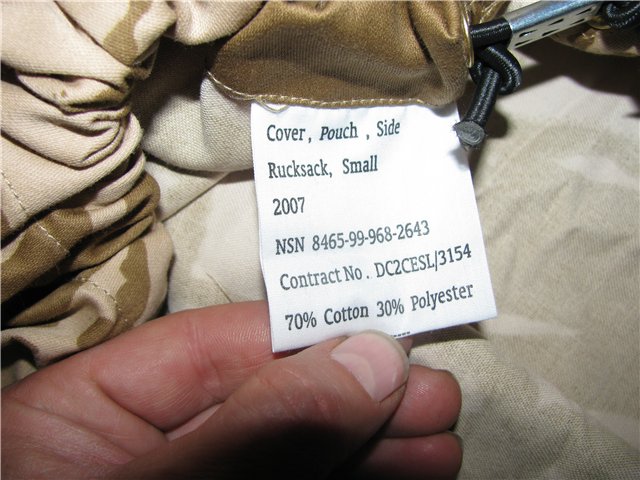 Cover, Pouch , Side
Rucksack, Small
2007
NSN 8465-99-968-2643
Contract No . DC2CESL/3154
70% Cotton 30% Polyester